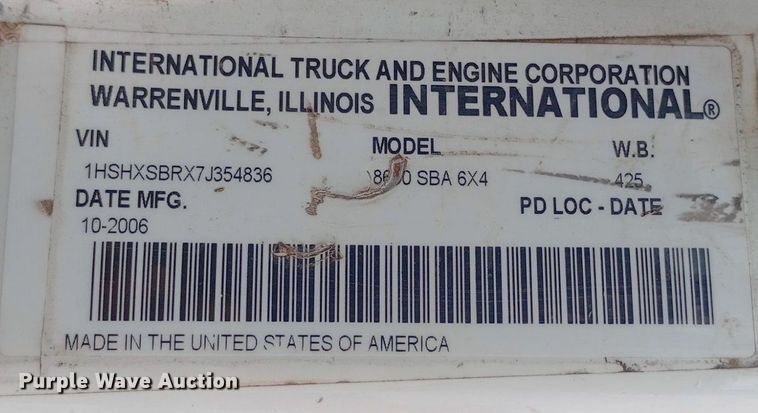 INTERNATIONAL TRUCK AND ENGINE CORPORATION
WARRENVILLE, ILLINOIS INTERNATIONAL®
VIN MODEL W.B.
1HSHXSBRX7J354836 SBA 6X4 425
DATE MFG. PD LOC - DATE
10-2006
MADE IN THE UNITED STATES OF AMERICA
Purple Wave Auction